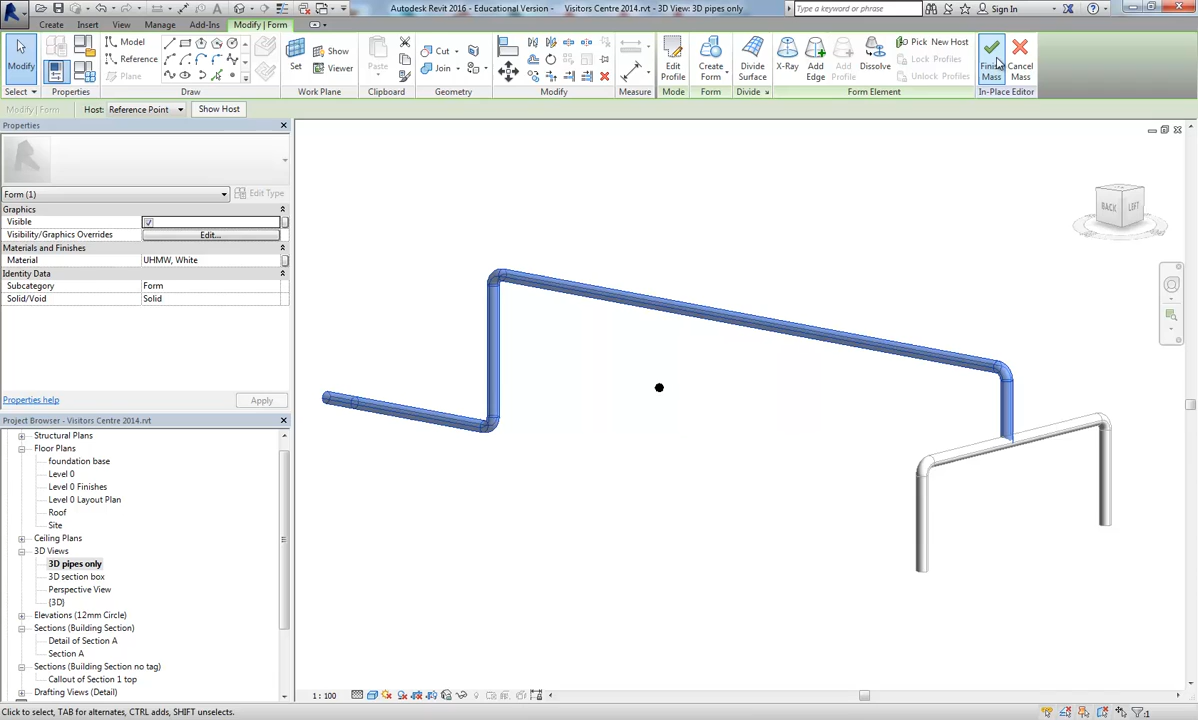 Autodesk Revit 2016 - Educational Version - Visitors Centre 2014.rvt - 3D View: 3D pipes only
Type a keyword or phrase
Sign In
Create Insert View Manage Add-Ins Modify | Form
Modify
Model
Reference
Plane
Set
Show
Viewer
Paste
Cut
Join
Edit Profile
Create Form
Divide Surface
X-Ray
Add Edge
Add Profile
Dissolve
Pick New Host
Lock Profiles
Unlock Profiles
Finish Mass
Cancel Mass
Select Properties Draw Work Plane Clipboard Geometry Modify Measure Mode Form Divide Form Element In-Place Editor
Modify | Form
Host: Reference Point
Show Host
Properties
Form (1)
Edit Type
Graphics
Visible
Visibility/Graphics Overrides Edit...
Materials and Finishes
Material UHMW, White
Identity Data
Subcategory Form
Solid/Void Solid
Properties help
Apply
Project Browser - Visitors Centre 2014.rvt
Structural Plans
Floor Plans
foundation base
Level 0
Level 0 Finishes
Level 0 Layout Plan
Roof
Site
Ceiling Plans
3D Views
3D pipes only
3D section box
Perspective View
{3D}
Elevations (12mm Circle)
Sections (Building Section)
Detail of Section A
Section A
Sections (Building Section no tag)
Callout of Section 1 top
Drafting Views (Detail)
BACK LEFT
1 : 100
Click to select, TAB for alternates, CTRL adds, SHIFT unselects.
:1